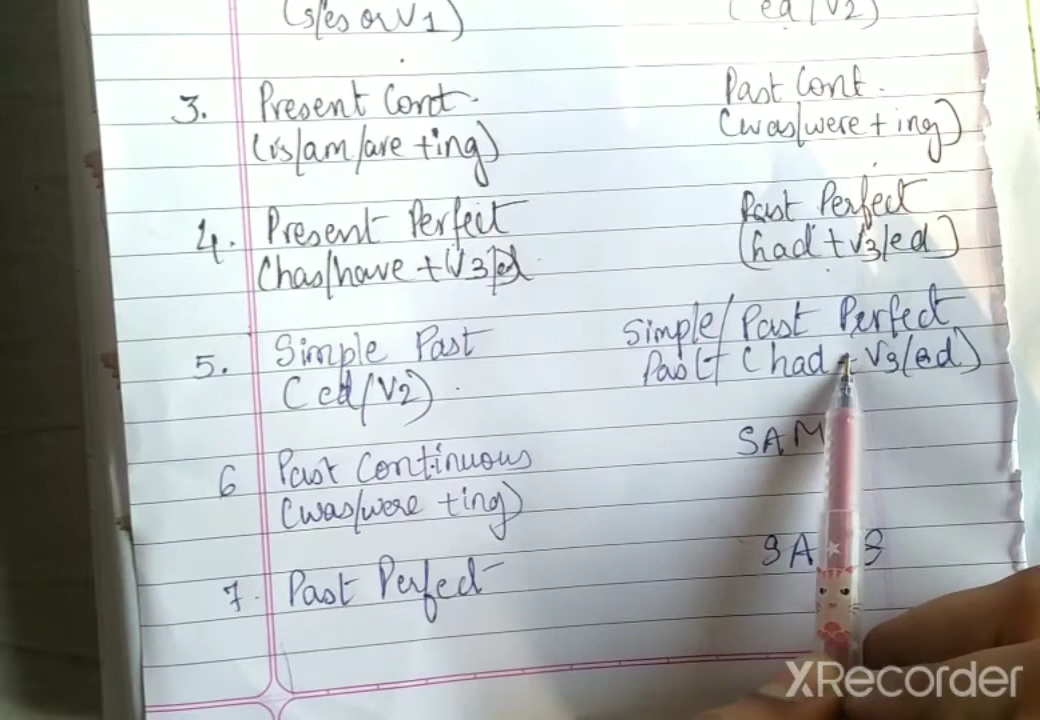 (s/es or V1) (ed/V2)
3. Present Cont. Past Cont.
(is/am/are +ing) (was/were + ing)
4. Present Perfect Past Perfect
(has/have + V3/ed (had + V3/ed)
5. Simple Past Simple/ Past Perfect
(ed/V2) Past/ (had + V3/ed)
6 Past Continuous SAM
(was/were +ing)
7. Past Perfect SA
XRecorder